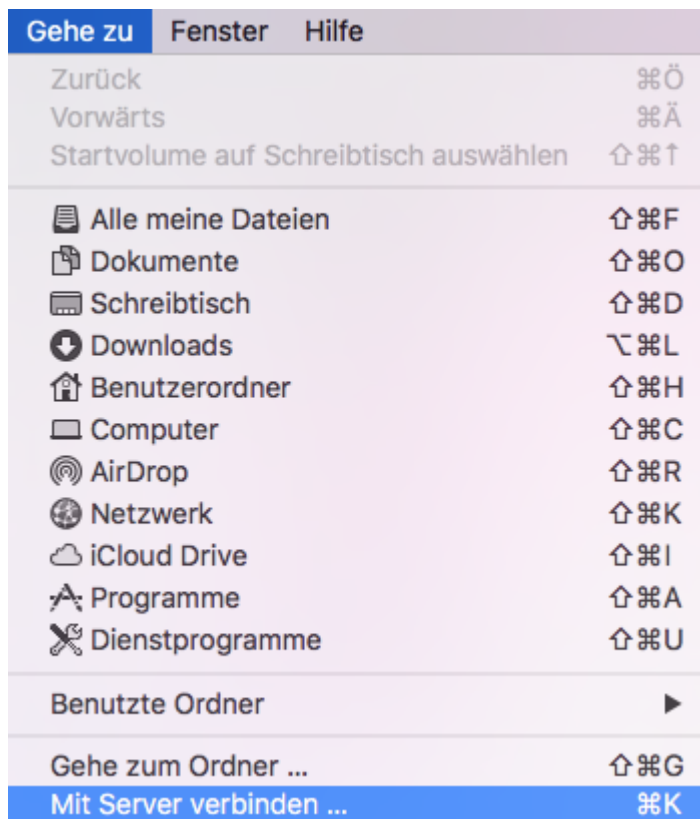 Gehe zu Fenster Hilfe
Zurück ⌘Ö
Vorwärts ⌘Ä
Startvolume auf Schreibtisch auswählen ⇧⌘↑
Alle meine Dateien ⇧⌘F
Dokumente ⇧⌘O
Schreibtisch ⇧⌘D
Downloads ⌥⌘L
Benutzerordner ⇧⌘H
Computer ⇧⌘C
AirDrop ⇧⌘R
Netzwerk ⇧⌘K
iCloud Drive ⇧⌘I
Programme ⇧⌘A
Dienstprogramme ⇧⌘U
Benutzte Ordner ▶
Gehe zum Ordner ... ⇧⌘G
Mit Server verbinden ... ⌘K